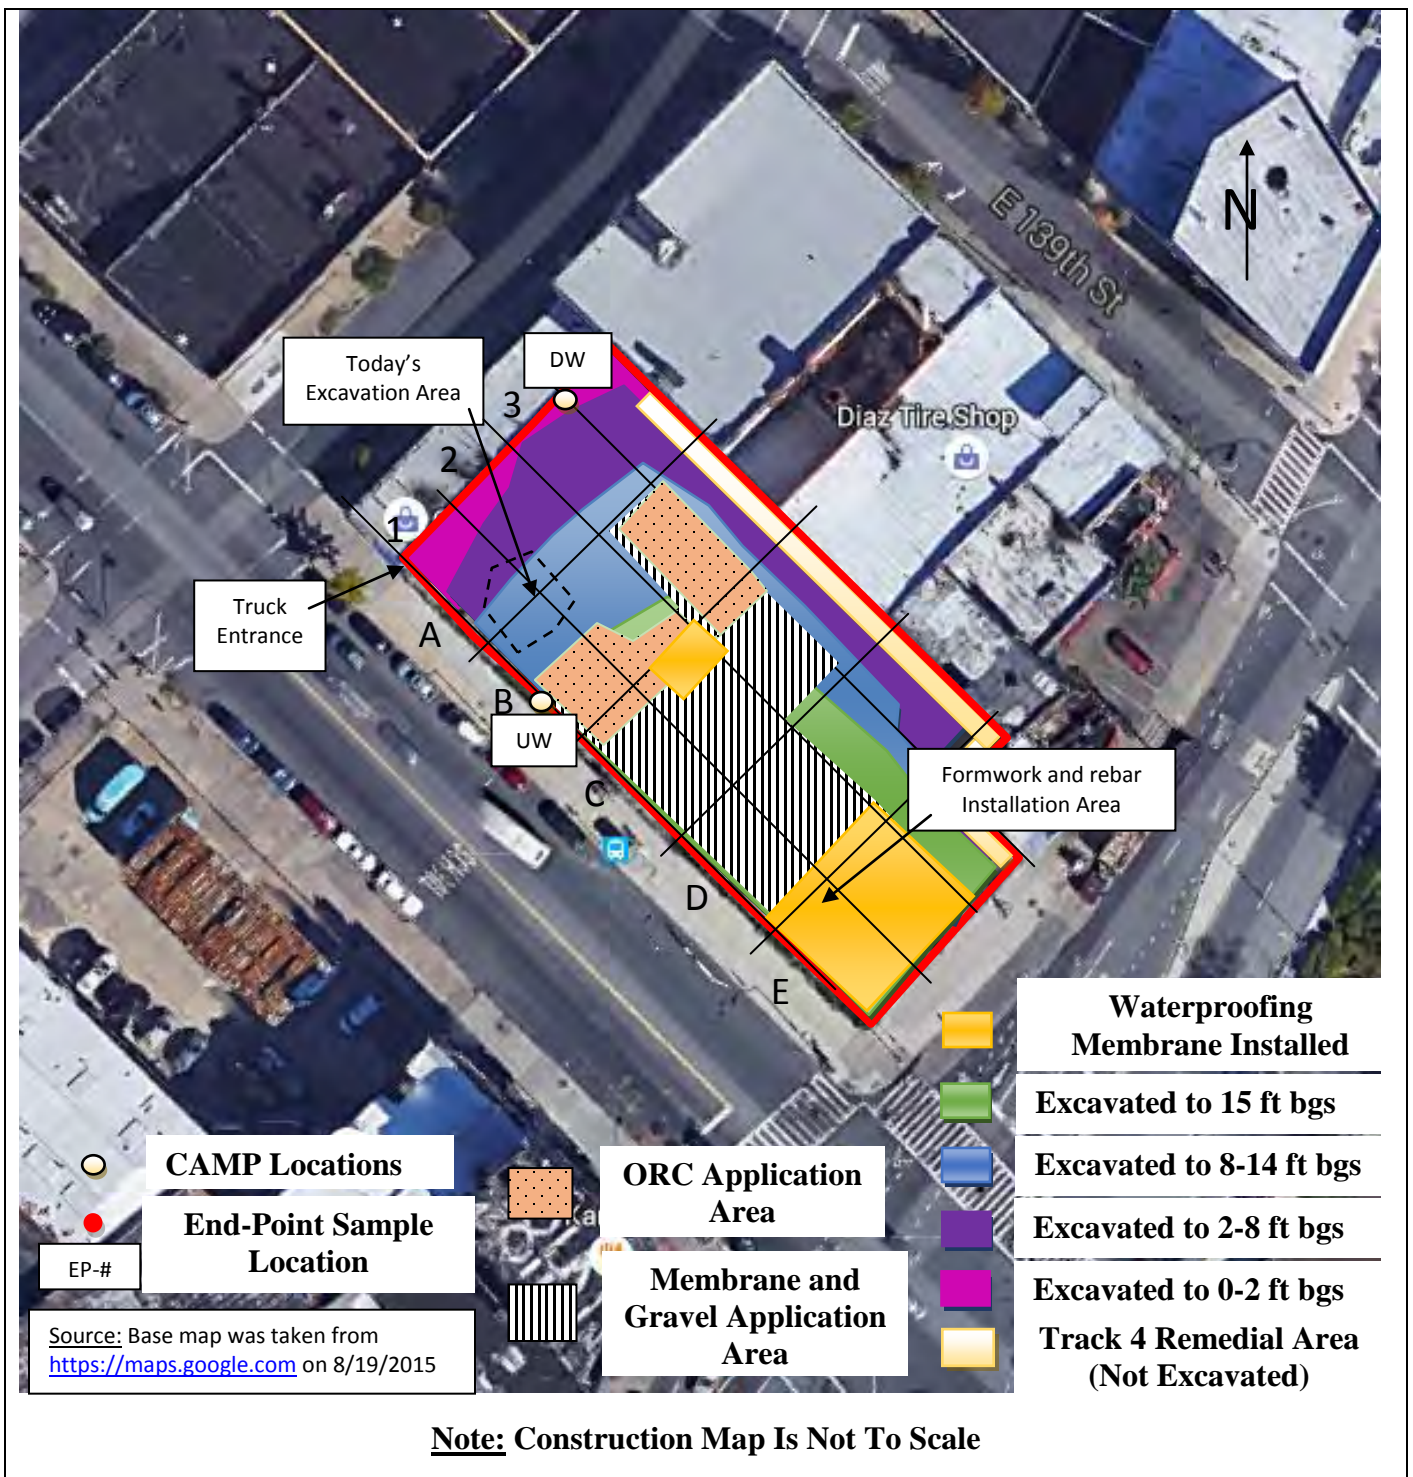 E 139th St
N
Today's
Excavation Area
DW
3
Diaz Tire Shop
2
1
Truck
Entrance
A
B
UW
C
Formwork and rebar
Installation Area
D
E
Waterproofing
Membrane Installed
Excavated to 15 ft bgs
CAMP Locations
ORC Application
Area
Excavated to 8-14 ft bgs
End-Point Sample
Location
EP-#
Excavated to 2-8 ft bgs
Membrane and
Gravel Application
Area
Excavated to 0-2 ft bgs
Source: Base map was taken from
https://maps.google.com on 8/19/2015
Track 4 Remedial Area
(Not Excavated)
Note: Construction Map Is Not To Scale